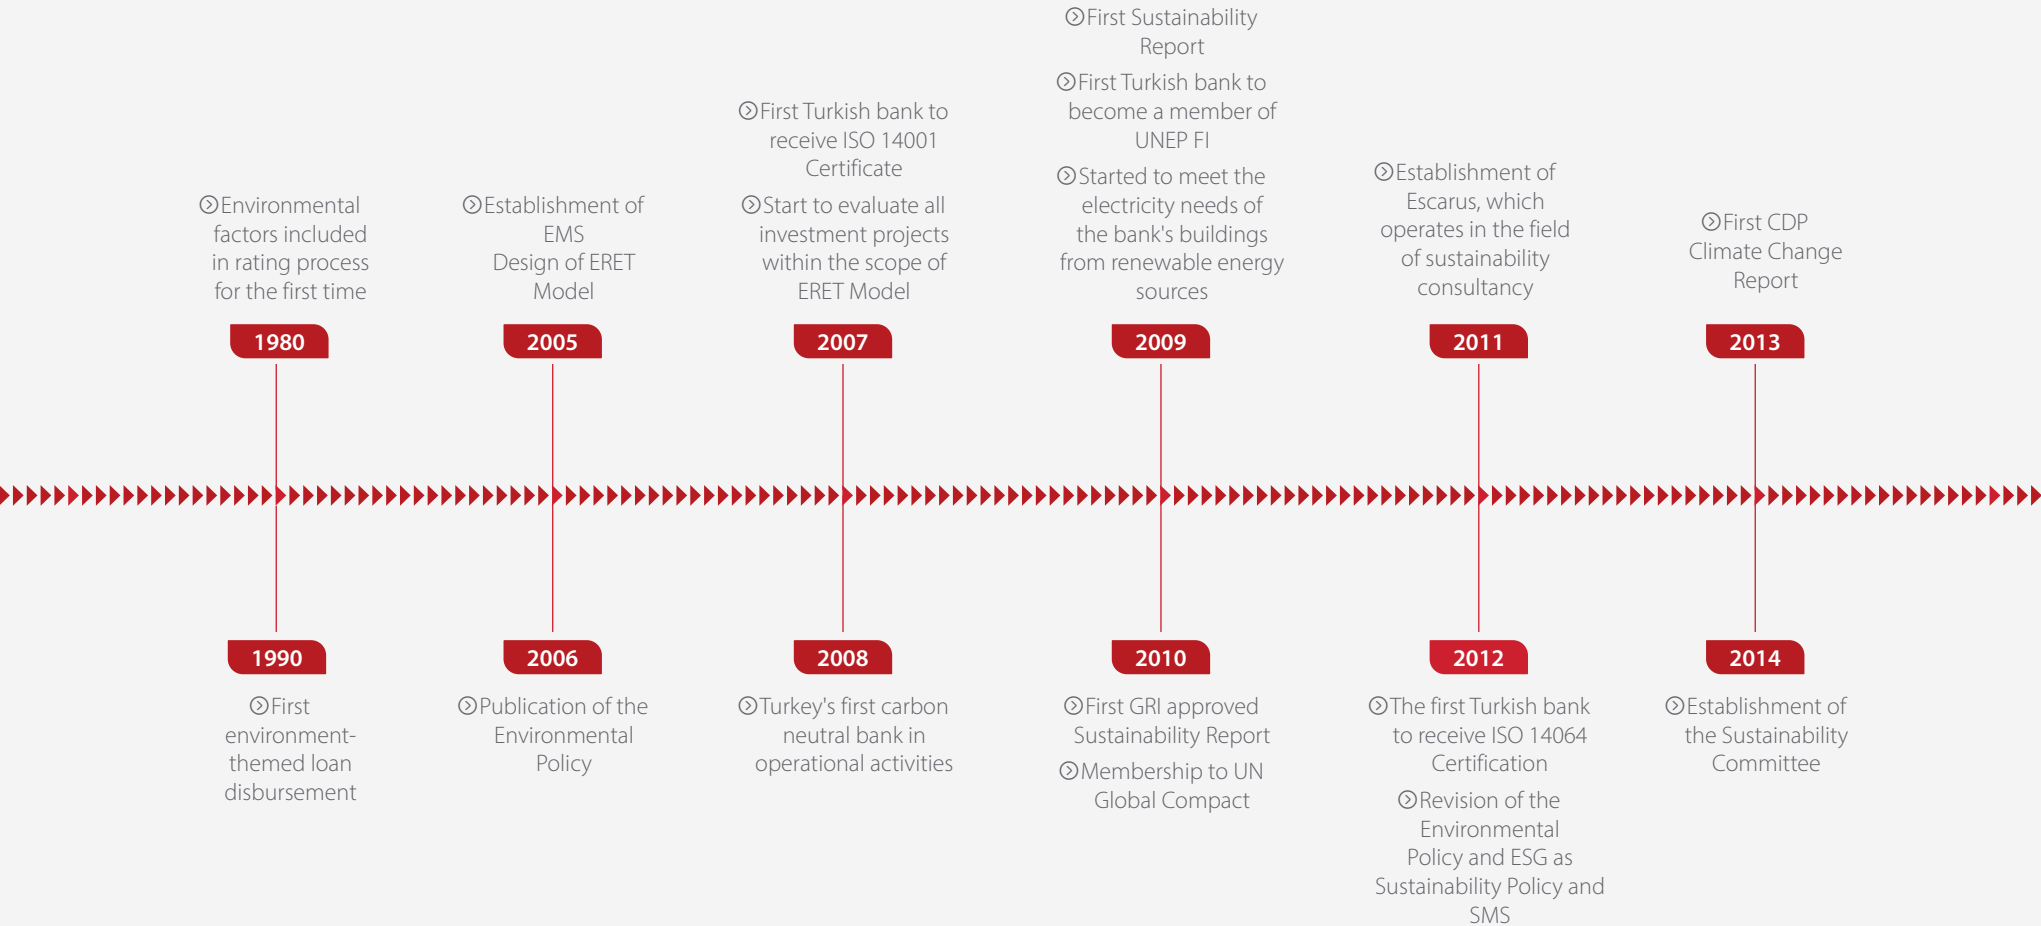 Environmental
factors included
in rating process
for the first time
1980
Establishment of
EMS
Design of ERET
Model
2005
First Turkish bank to
receive ISO 14001
Certificate
Start to evaluate all
investment projects
within the scope of
ERET Model
2007
First Sustainability
Report
First Turkish bank to
become a member of
UNEP FI
Started to meet the
electricity needs of
the bank's buildings
from renewable energy
sources
2009
Establishment of
Escarus, which
operates in the field
of sustainability
consultancy
2011
First CDP
Climate Change
Report
2013
1990
First
environment-
themed loan
disbursement
2006
Publication of the
Environmental
Policy
2008
Turkey's first carbon
neutral bank in
operational activities
2010
First GRI approved
Sustainability Report
Membership to UN
Global Compact
2012
The first Turkish bank
to receive ISO 14064
Certification
Revision of the
Environmental
Policy and ESG as
Sustainability Policy and
SMS
2014
Establishment of
the Sustainability
Committee